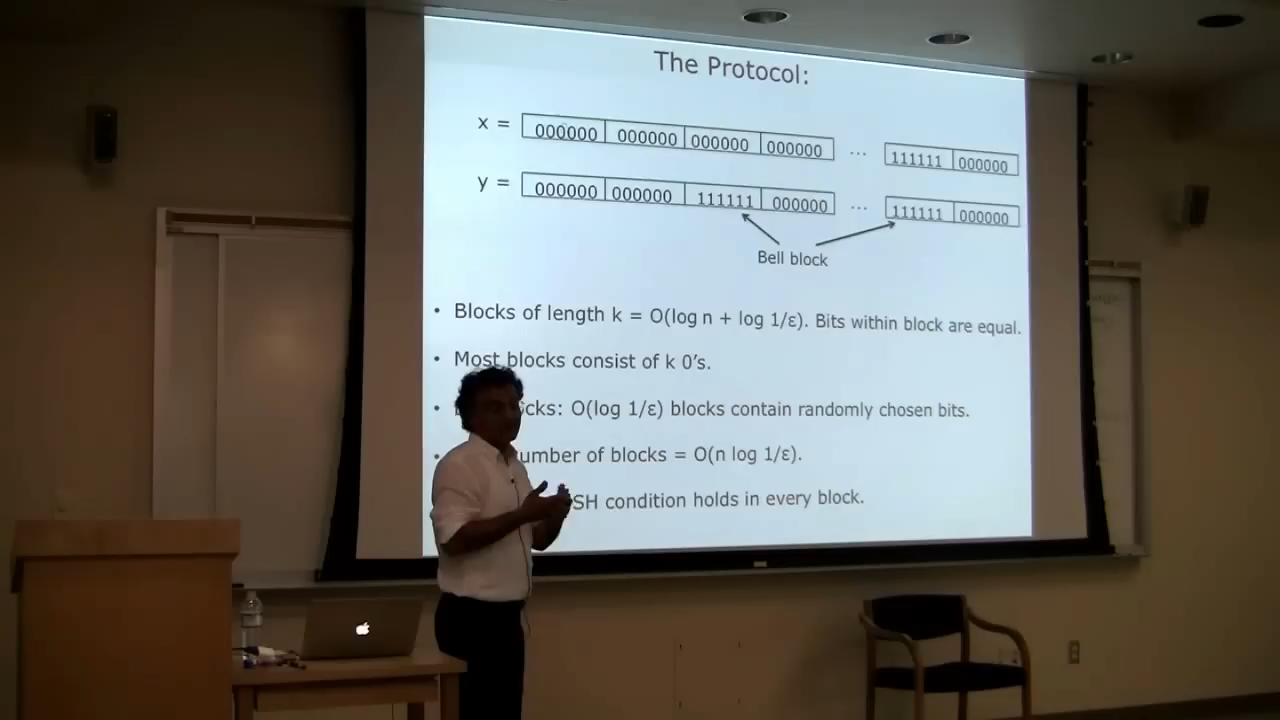 The Protocol:
x = 000000 000000 000000 000000 ... 111111 000000
y = 000000 000000 111111 000000 ... 111111 000000
Bell block
• Blocks of length k = O(log n + log 1/ε). Bits within block are equal.
• Most blocks consist of k 0's.
• cks: O(log 1/ε) blocks contain randomly chosen bits.
• umber of blocks = O(n log 1/ε).
SH condition holds in every block.